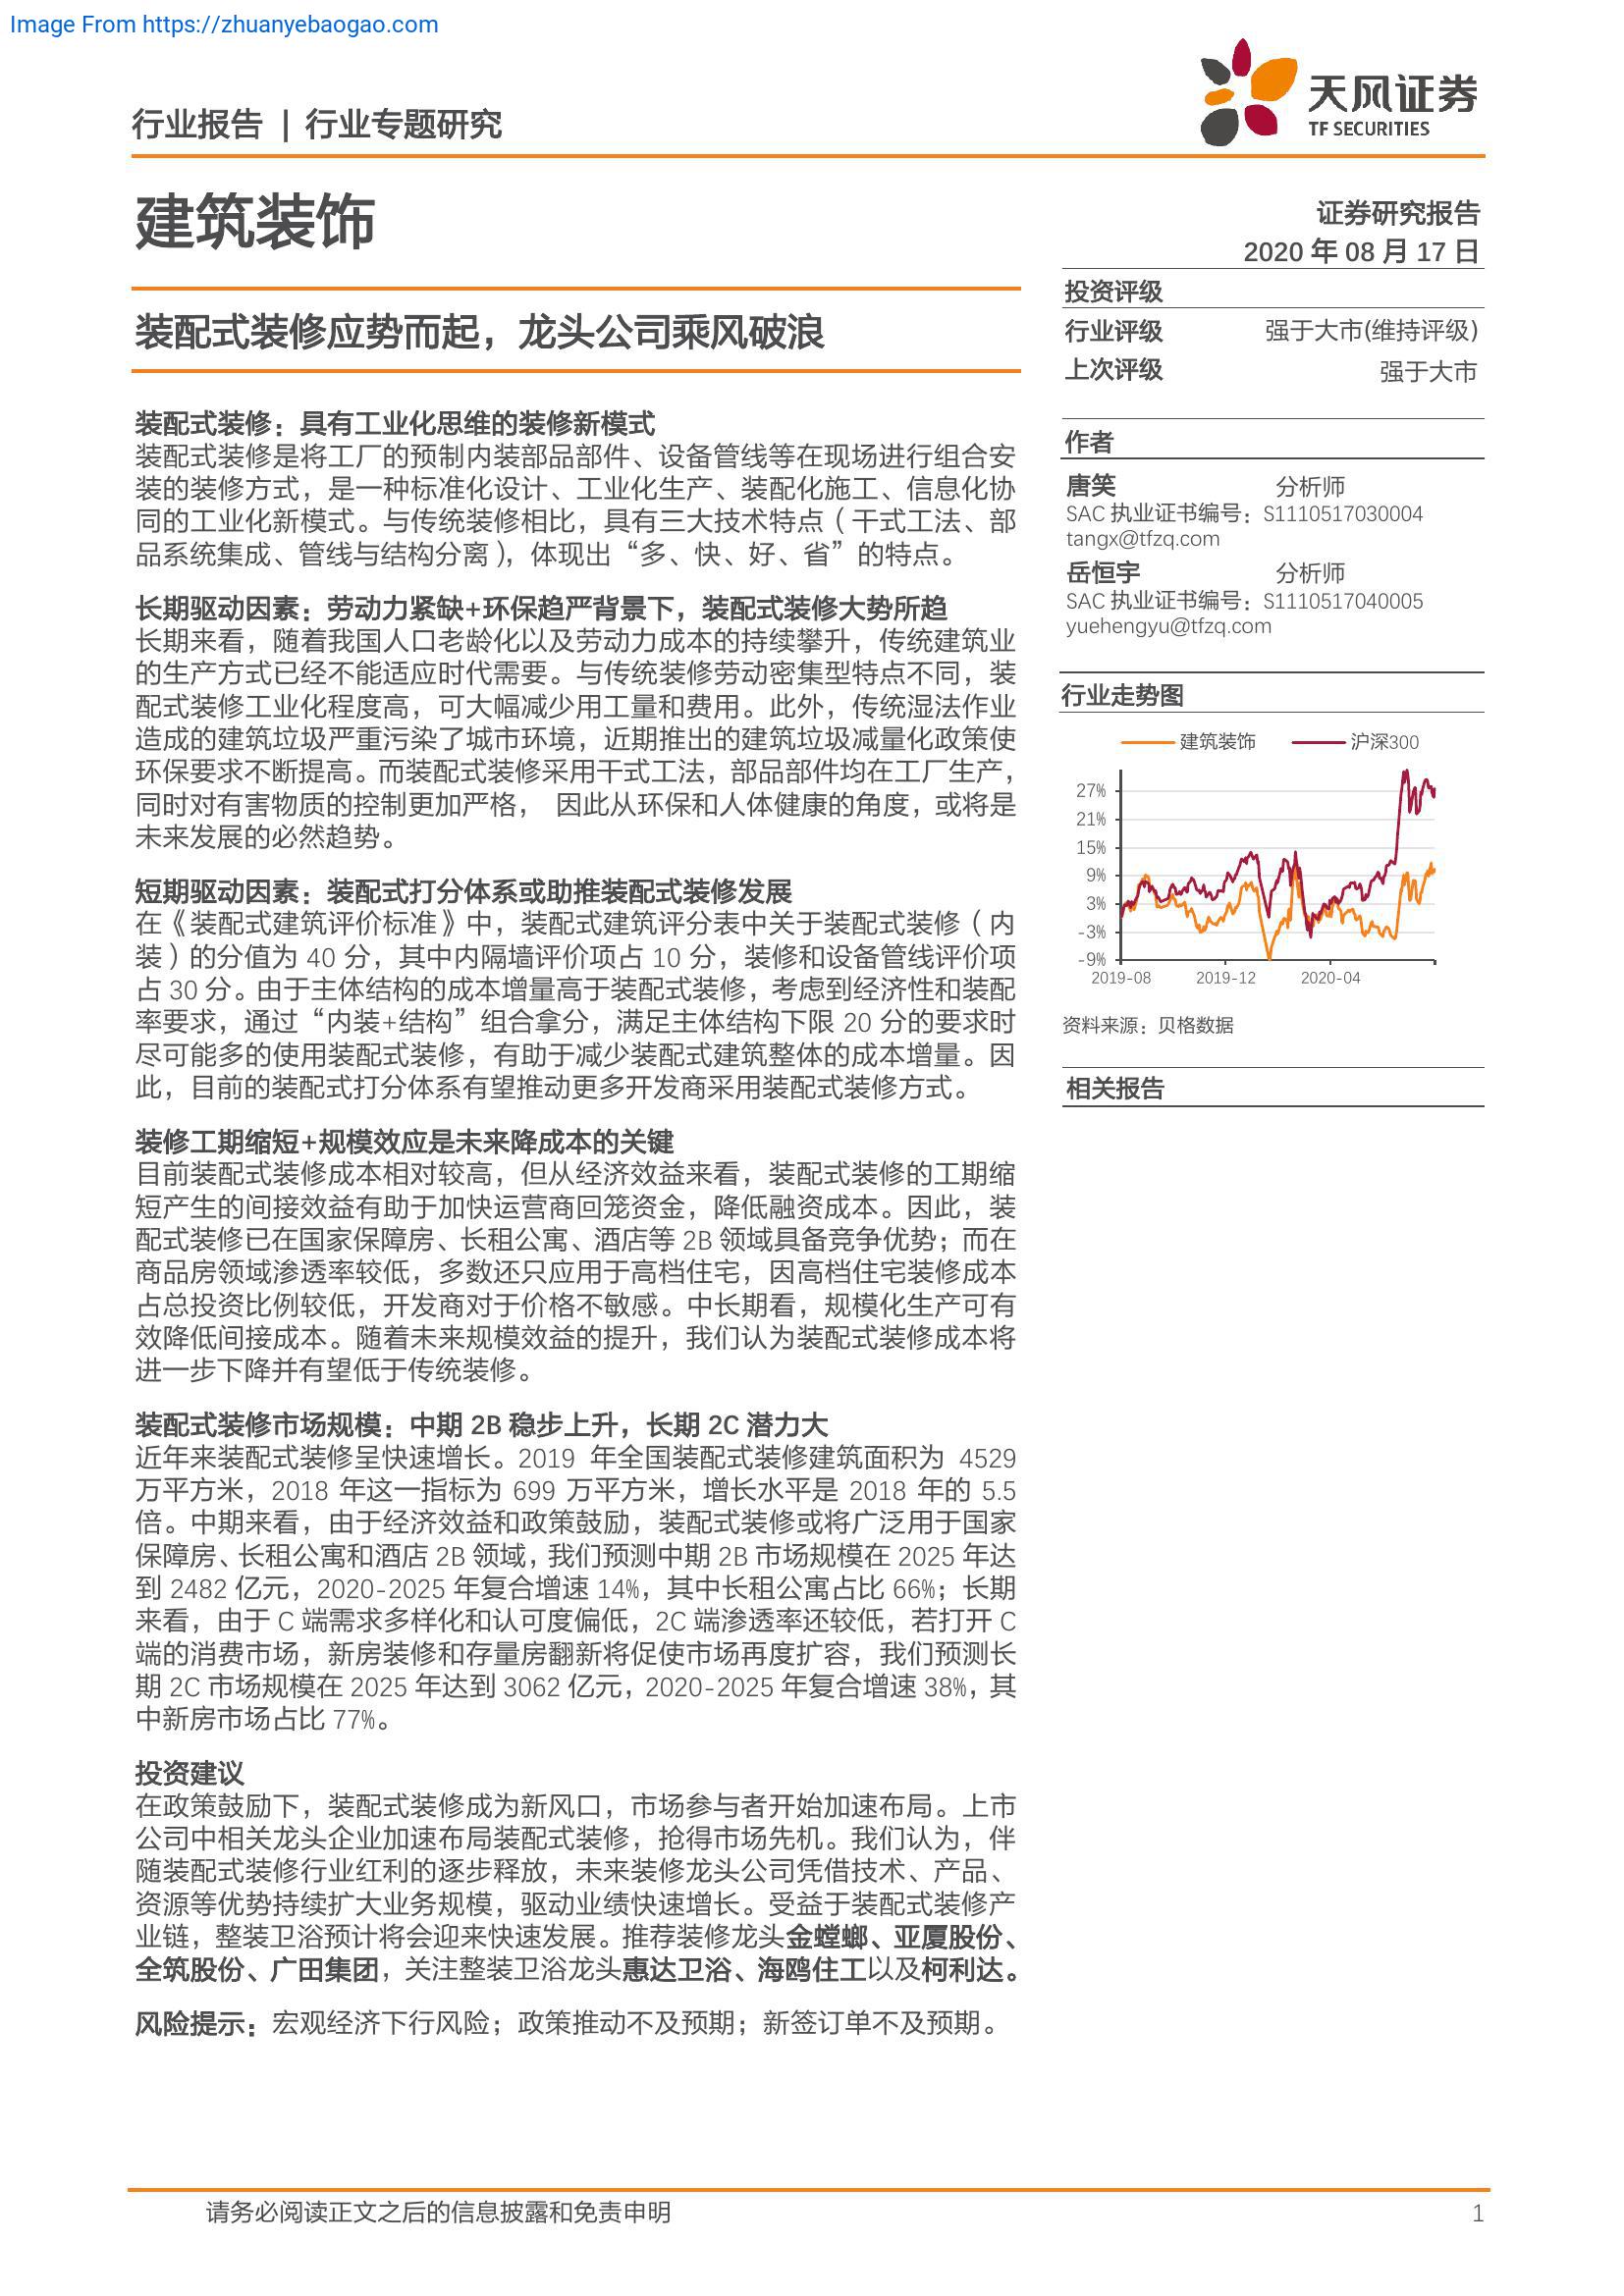 Image From https://zhuanyebaogao.com
行业报告 | 行业专题研究
天风证券
TF SECURITIES
建筑装饰
证券研究报告
2020 年 08 月 17 日
装配式装修应势而起，龙头公司乘风破浪
装配式装修：具有工业化思维的装修新模式
装配式装修是将工厂的预制内装部品部件、设备管线等在现场进行组合安
装的装修方式，是一种标准化设计、工业化生产、装配化施工、信息化协
同的工业化新模式。与传统装修相比，具有三大技术特点（干式工法、部
品系统集成、管线与结构分离），体现出“多、快、好、省”的特点。
长期驱动因素：劳动力紧缺+环保趋严背景下，装配式装修大势所趋
长期来看，随着我国人口老龄化以及劳动力成本的持续攀升，传统建筑业
的生产方式已经不能适应时代需要。与传统装修劳动密集型特点不同，装
配式装修工业化程度高，可大幅减少用工量和费用。此外，传统湿法作业
造成的建筑垃圾严重污染了城市环境，近期推出的建筑垃圾减量化政策使
环保要求不断提高。而装配式装修采用干式工法，部品部件均在工厂生产，
同时对有害物质的控制更加严格， 因此从环保和人体健康的角度，或将是
未来发展的必然趋势。
短期驱动因素：装配式打分体系或助推装配式装修发展
在《装配式建筑评价标准》中，装配式建筑评分表中关于装配式装修（内
装）的分值为 40 分，其中内隔墙评价项占 10 分，装修和设备管线评价项
占 30 分。由于主体结构的成本增量高于装配式装修，考虑到经济性和装配
率要求，通过“内装+结构”组合拿分，满足主体结构下限 20 分的要求时
尽可能多的使用装配式装修，有助于减少装配式建筑整体的成本增量。因
此，目前的装配式打分体系有望推动更多开发商采用装配式装修方式。
装修工期缩短+规模效应是未来降成本的关键
目前装配式装修成本相对较高，但从经济效益来看，装配式装修的工期缩
短产生的间接效益有助于加快运营商回笼资金，降低融资成本。因此，装
配式装修已在国家保障房、长租公寓、酒店等 2B 领域具备竞争优势；而在
商品房领域渗透率较低，多数还只应用于高档住宅，因高档住宅装修成本
占总投资比例较低，开发商对于价格不敏感。中长期看，规模化生产可有
效降低间接成本。随着未来规模效益的提升，我们认为装配式装修成本将
进一步下降并有望低于传统装修。
装配式装修市场规模：中期 2B 稳步上升，长期 2C 潜力大
近年来装配式装修呈快速增长。2019 年全国装配式装修建筑面积为 4529
万平方米，2018 年这一指标为 699 万平方米，增长水平是 2018 年的 5.5
倍。中期来看，由于经济效益和政策鼓励，装配式装修或将广泛用于国家
保障房、长租公寓和酒店 2B 领域，我们预测中期 2B 市场规模在 2025 年达
到 2482 亿元，2020-2025 年复合增速 14%，其中长租公寓占比 66%；长期
来看，由于 C 端需求多样化和认可度偏低，2C 端渗透率还较低，若打开 C
端的消费市场，新房装修和存量房翻新将促使市场再度扩容，我们预测长
期 2C 市场规模在 2025 年达到 3062 亿元，2020-2025 年复合增速 38%，其
中新房市场占比 77%。
投资建议
在政策鼓励下，装配式装修成为新风口，市场参与者开始加速布局。上市
公司中相关龙头企业加速布局装配式装修，抢得市场先机。我们认为，伴
随装配式装修行业红利的逐步释放，未来装修龙头公司凭借技术、产品、
资源等优势持续扩大业务规模，驱动业绩快速增长。受益于装配式装修产
业链，整装卫浴预计将会迎来快速发展。推荐装修龙头金螳螂、亚厦股份、
全筑股份、广田集团，关注整装卫浴龙头惠达卫浴、海鸥住工以及柯利达。
风险提示：宏观经济下行风险；政策推动不及预期；新签订单不及预期。
投资评级
行业评级 强于大市(维持评级)
上次评级 强于大市
作者
唐笑 分析师
SAC 执业证书编号：S1110517030004
tangx@tfzq.com
岳恒宇 分析师
SAC 执业证书编号：S1110517040005
yuehengyu@tfzq.com
行业走势图
建筑装饰 沪深300
27%
21%
15%
9%
3%
-3%
-9%
2019-08 2019-12 2020-04
资料来源：贝格数据
相关报告
请务必阅读正文之后的信息披露和免责申明 1